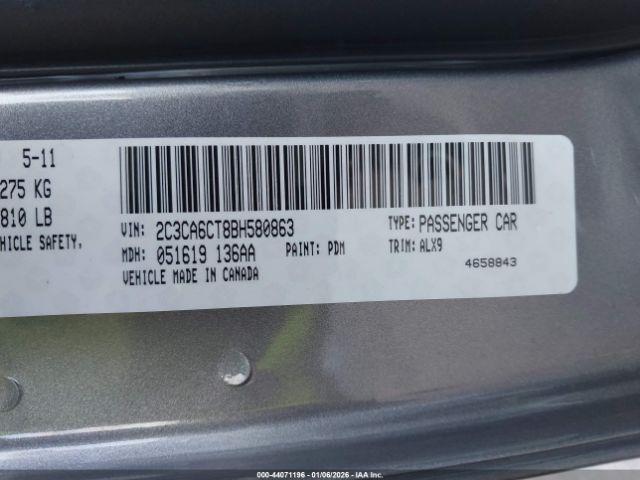 5-11
275 KG
810 LB
VEHICLE SAFETY,
VIN: 2C3CA6CT8BH580863
TYPE: PASSENGER CAR
MDH: 051619 136AA
PAINT: PDM
TRIM: ALX9
VEHICLE MADE IN CANADA
4658843
000-44071196 - 01/06/2026 - IAA Inc.